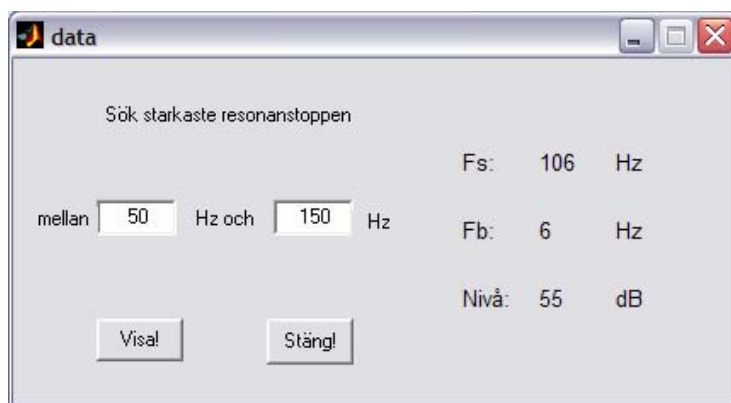 data
Sök starkaste resonanstoppen
mellan 50 Hz och 150 Hz
Fs: 106 Hz
Fb: 6 Hz
Nivå: 55 dB
Visa! Stäng!